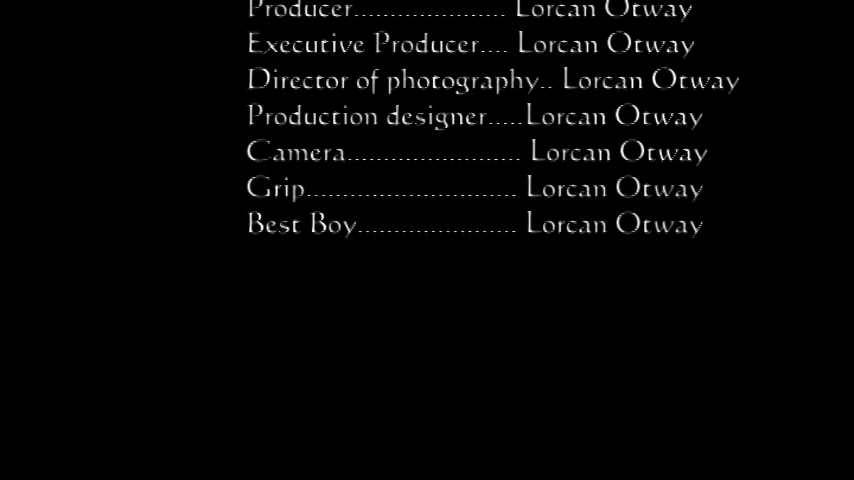 Producer..................... Lorcan Otway
Executive Producer.... Lorcan Otway
Director of photography.. Lorcan Otway
Production designer.....Lorcan Otway
Camera........................ Lorcan Otway
Grip............................. Lorcan Otway
Best Boy...................... Lorcan Otway